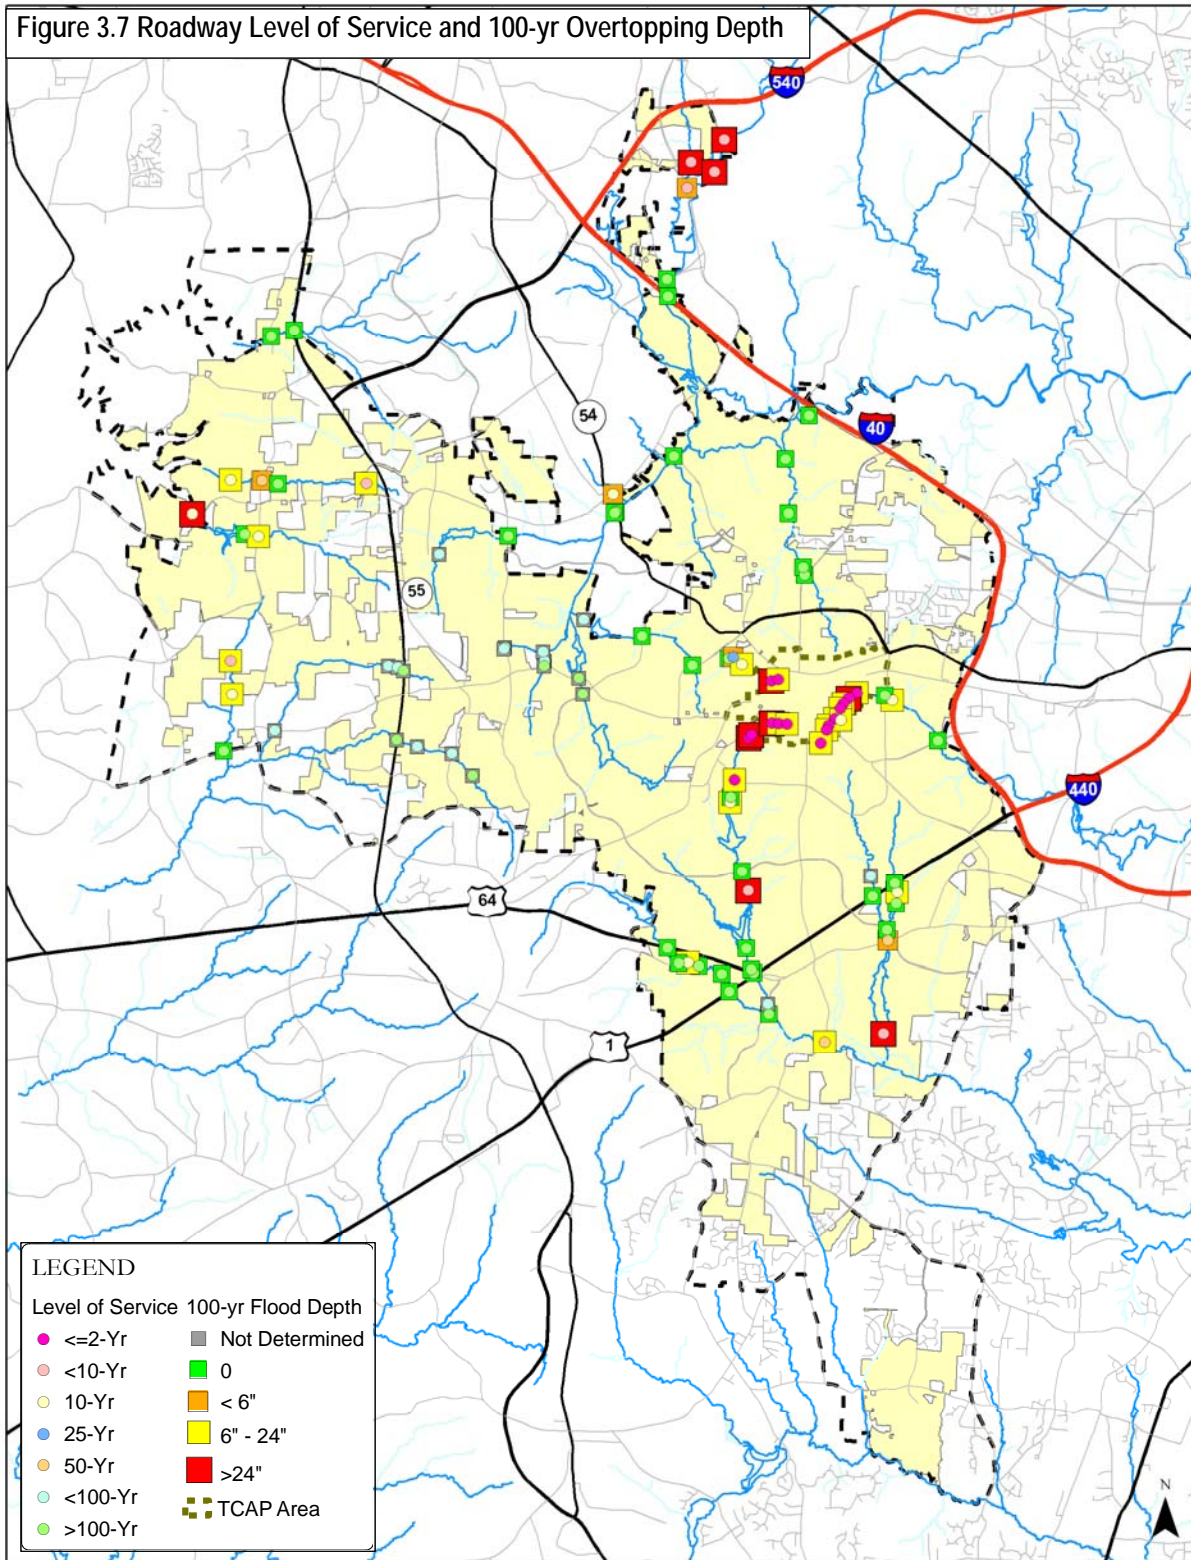 Figure 3.7 Roadway Level of Service and 100-yr Overtopping Depth
540
54
40
55
440
64
1
LEGEND
Level of Service 100-yr Flood Depth
<=2-Yr Not Determined
<10-Yr 0
10-Yr < 6"
25-Yr 6" - 24"
50-Yr >24"
<100-Yr TCAP Area
>100-Yr
N